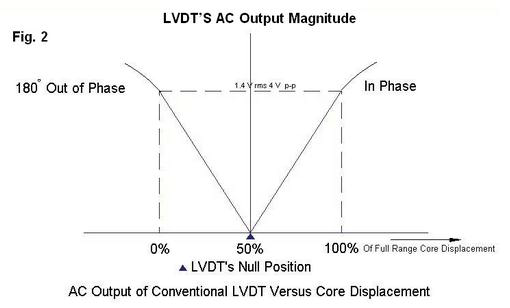 LVDT'S AC Output Magnitude
Fig. 2
180° Out of Phase
1.4 V rms 4 V p-p
In Phase
0%
50%
100%
Of Full Range Core Displacement
▲ LVDT's Null Position
AC Output of Conventional LVDT Versus Core Displacement